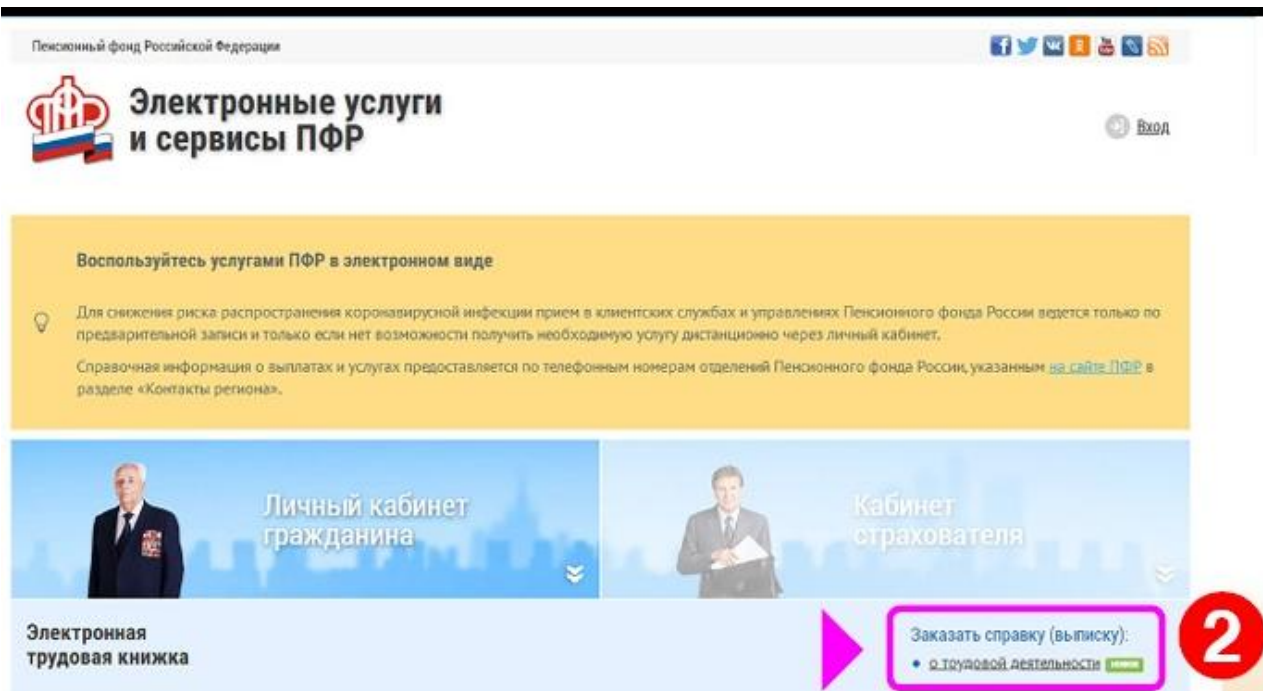 Пенсионный фонд Российской Федерации
Электронные услуги
и сервисы ПФР
Вход
Воспользуйтесь услугами ПФР в электронном виде
Для снижения риска распространения коронавирусной инфекции прием в клиентских службах и управлениях Пенсионного фонда России ведется только по
предварительной записи и только если нет возможности получить необходимую услугу дистанционно через личный кабинет.
Справочная информация о выплатах и услугах предоставляется по телефонным номерам отделений Пенсионного фонда России, указанным на сайте ПФР в
разделе «Контакты региона».
Личный кабинет
гражданина
Кабинет
страхователя
Электронная
трудовая книжка
Заказать справку (выписку):
о трудовой деятельности
2